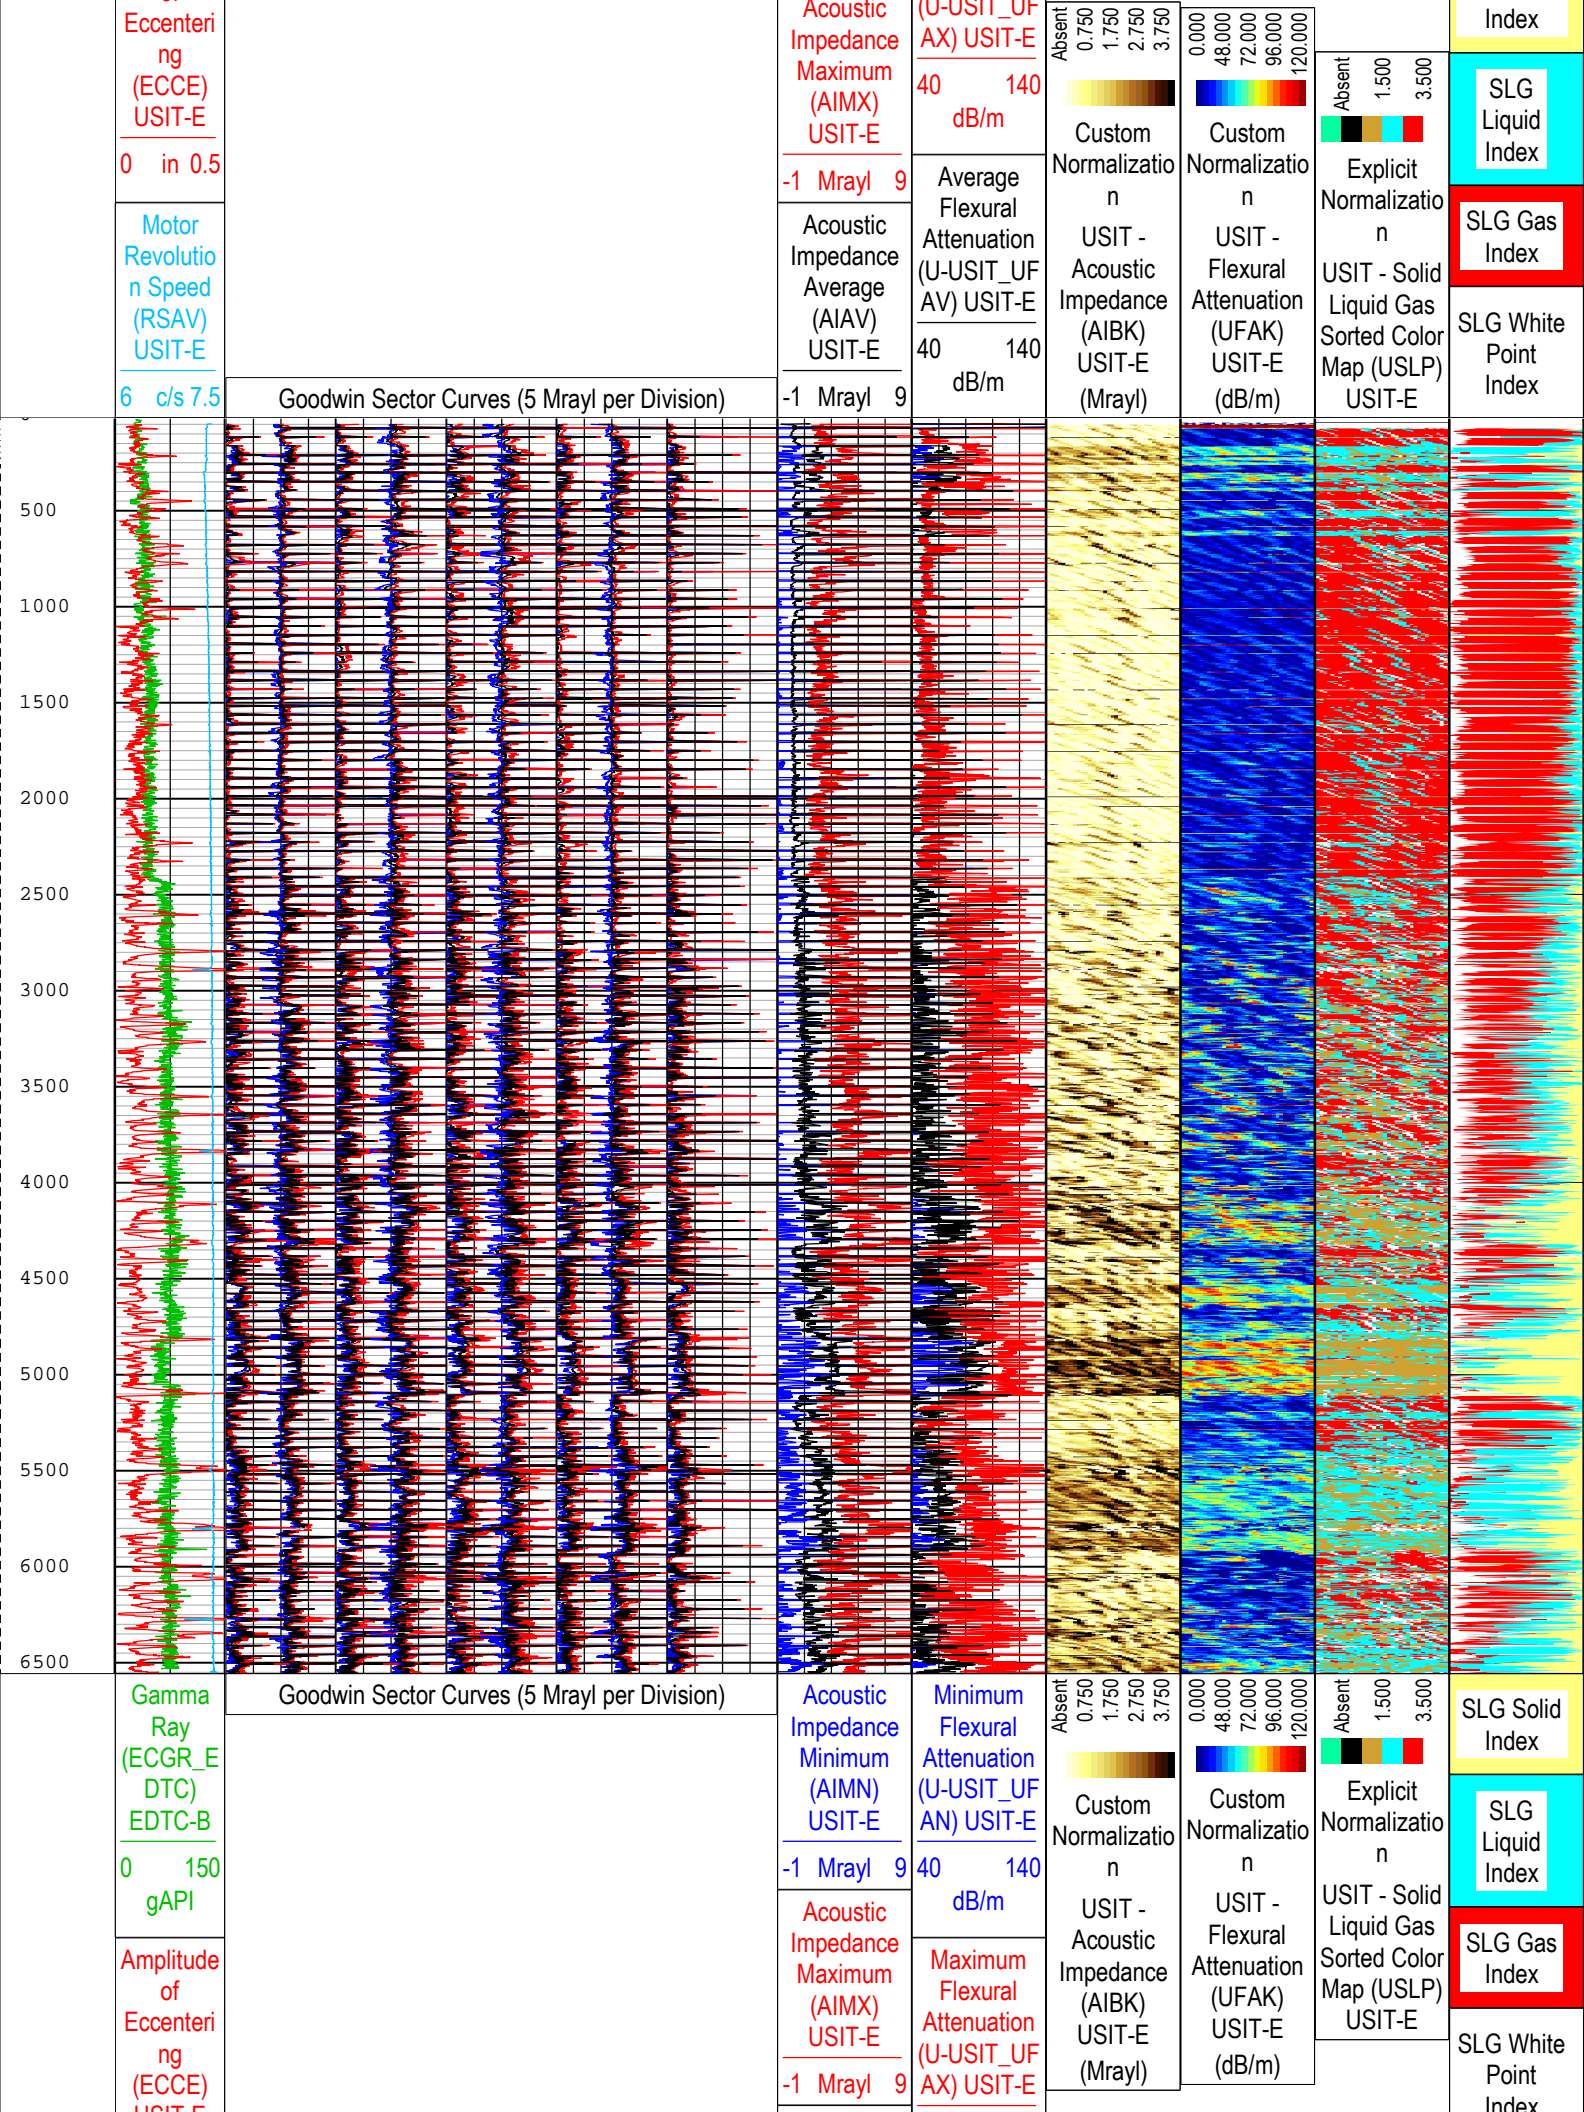 Eccenteri
ng
(ECCE)
USIT-E
0 in 0.5
Motor
Revolutio
n Speed
(RSAV)
USIT-E
6 c/s 7.5
Goodwin Sector Curves (5 Mrayl per Division)
Acoustic
Impedance
Maximum
(AIMX)
USIT-E
-1 Mrayl 9
Acoustic
Impedance
Average
(AIAV)
USIT-E
-1 Mrayl 9
(U-USIT_UF
AX) USIT-E
40 140
dB/m
Average
Flexural
Attenuation
(U-USIT_UF
AV) USIT-E
40 140
dB/m
Absent
0.750
1.750
2.750
3.750
Custom
Normalizatio
n
USIT -
Acoustic
Impedance
(AIBK)
USIT-E
(Mrayl)
0.000
48.000
72.000
96.000
120.000
Custom
Normalizatio
n
USIT -
Flexural
Attenuation
(UFAK)
USIT-E
(dB/m)
Absent
1.500
3.500
Explicit
Normalizatio
n
USIT - Solid
Liquid Gas
Sorted Color
Map (USLP)
USIT-E
Index
SLG
Liquid
Index
SLG Gas
Index
SLG White
Point
Index
500
1000
1500
2000
2500
3000
3500
4000
4500
5000
5500
6000
6500
Gamma
Ray
(ECGR_E
DTC)
EDTC-B
0 150
gAPI
Amplitude
of
Eccenteri
ng
(ECCE)
USIT-E
Goodwin Sector Curves (5 Mrayl per Division)
Acoustic
Impedance
Minimum
(AIMN)
USIT-E
-1 Mrayl 9
Acoustic
Impedance
Maximum
(AIMX)
USIT-E
-1 Mrayl 9
Minimum
Flexural
Attenuation
(U-USIT_UF
AN) USIT-E
40 140
dB/m
Maximum
Flexural
Attenuation
(U-USIT_UF
AX) USIT-E
Absent
0.750
1.750
2.750
3.750
Custom
Normalizatio
n
USIT -
Acoustic
Impedance
(AIBK)
USIT-E
(Mrayl)
0.000
48.000
72.000
96.000
120.000
Custom
Normalizatio
n
USIT -
Flexural
Attenuation
(UFAK)
USIT-E
(dB/m)
Absent
1.500
3.500
Explicit
Normalizatio
n
USIT - Solid
Liquid Gas
Sorted Color
Map (USLP)
USIT-E
SLG Solid
Index
SLG
Liquid
Index
SLG Gas
Index
SLG White
Point
Index